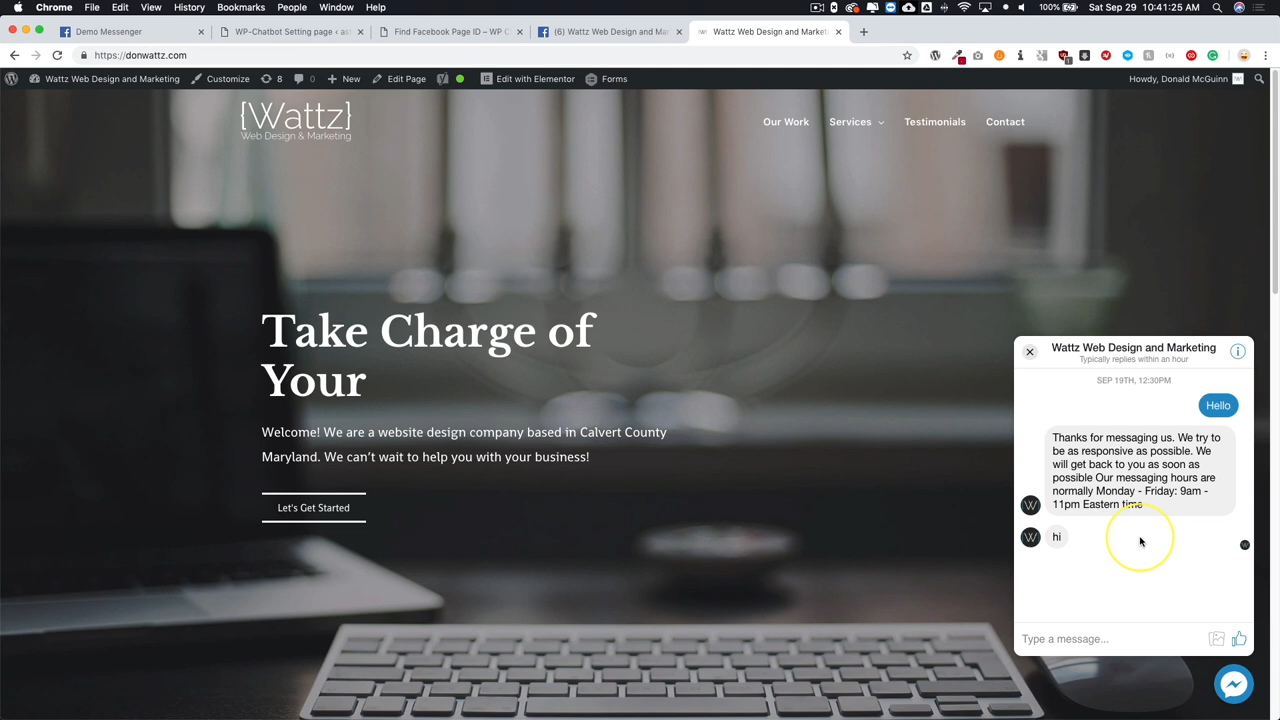 Chrome File Edit View History Bookmarks People Window Help
100% Sat Sep 29 10:41:25 AM
Demo Messenger
WP-Chatbot Setting page ‹ as
Find Facebook Page ID – WP C
(6) Wattz Web Design and Mar
Wattz Web Design and Market
https://donwattz.com
Wattz Web Design and Marketing Customize 8 0 New Edit Page Edit with Elementor Forms
Howdy, Donald McGuinn
[Wattz]
Web Design & Marketing
Our Work Services Testimonials Contact
Take Charge of
Your
Welcome! We are a website design company based in Calvert County
Maryland. We can't wait to help you with your business!
Let's Get Started
Wattz Web Design and Marketing
Typically replies within an hour
SEP 19TH, 12:30PM
Hello
Thanks for messaging us. We try to
be as responsive as possible. We
will get back to you as soon as
possible Our messaging hours are
normally Monday - Friday: 9am -
11pm Eastern time
hi
Type a message...